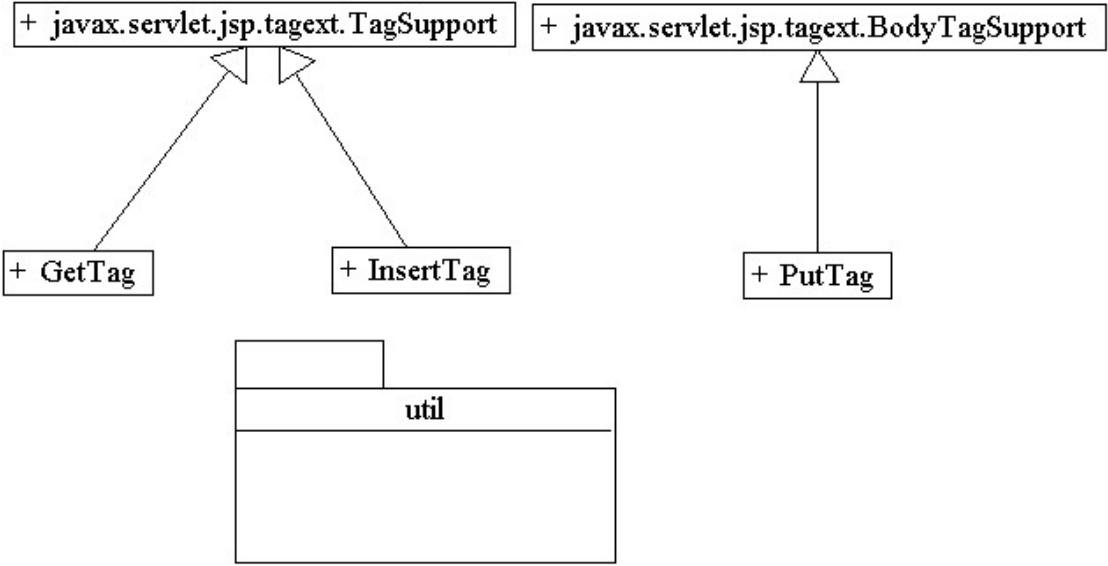 + javax.servlet.jsp.tagext.TagSupport
+ javax.servlet.jsp.tagext.BodyTagSupport
+ GetTag
+ InsertTag
+ PutTag
util